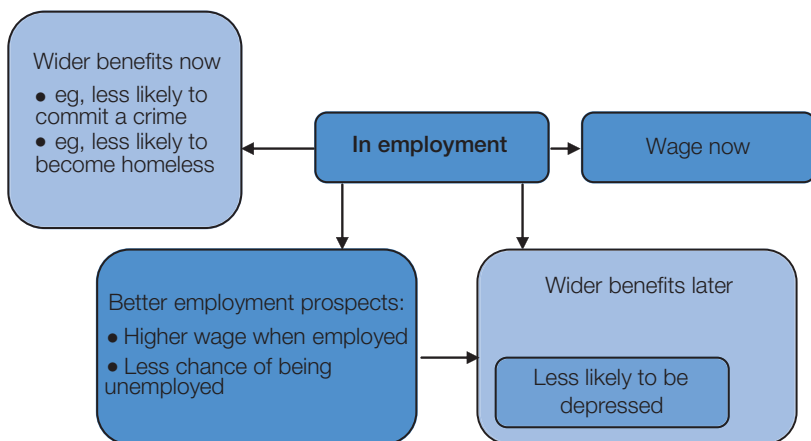 Wider benefits now
● eg, less likely to
commit a crime
● eg, less likely to
become homeless
In employment
Wage now
Better employment prospects:
● Higher wage when employed
● Less chance of being
unemployed
Wider benefits later
Less likely to be
depressed